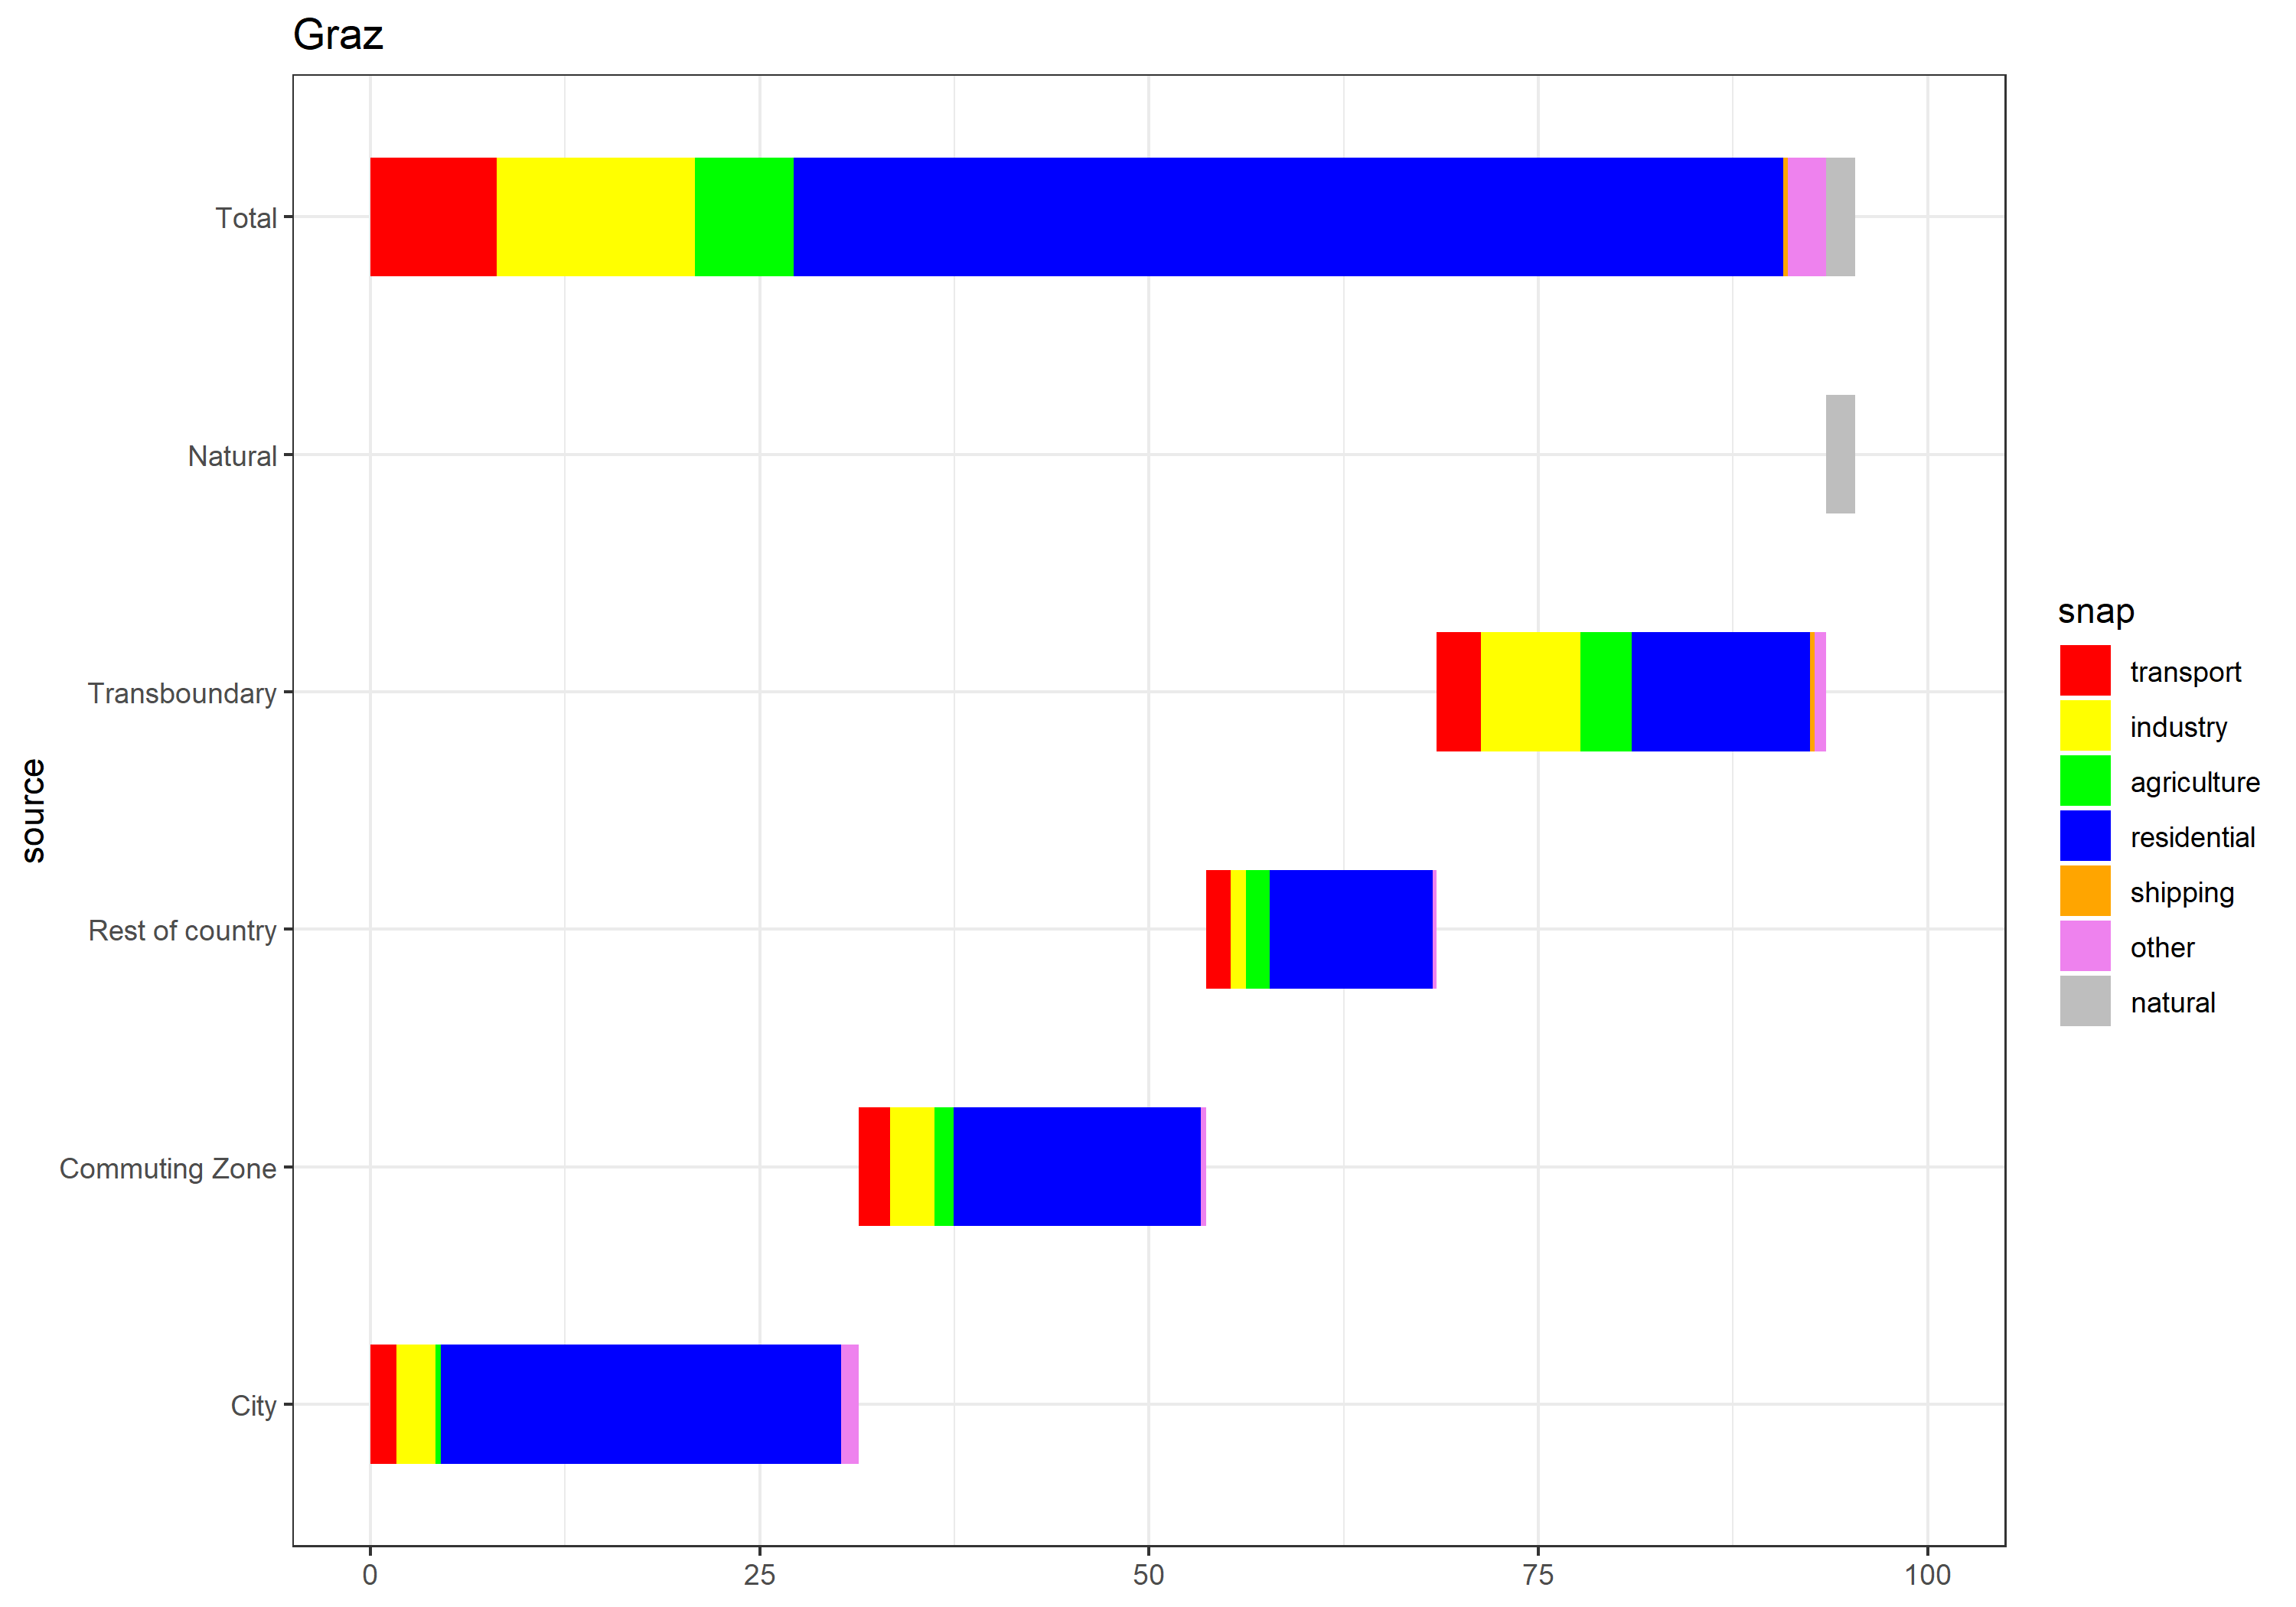 Graz
Total
Natural
Transboundary
Rest of country
Commuting Zone
City
source
0 25 50 75 100
snap
transport
industry
agriculture
residential
shipping
other
natural